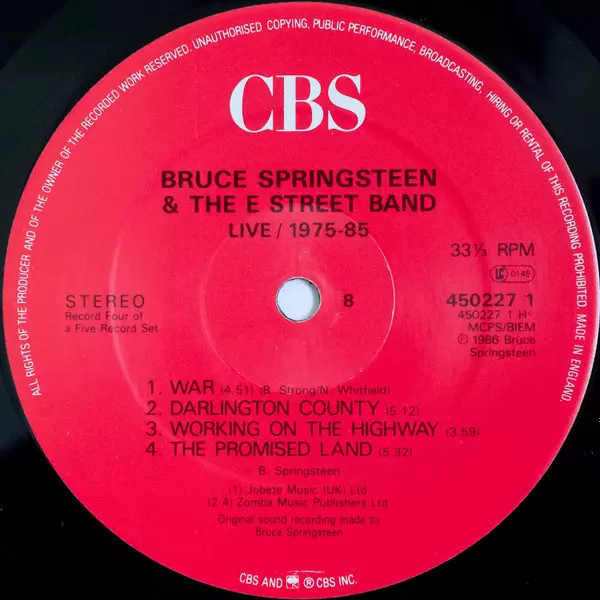 ALL RIGHTS OF THE PRODUCER AND OF THE OWNER OF THE RECORDED WORK RESERVED. UNAUTHORISED COPYING, PUBLIC PERFORMANCE, BROADCASTING, HIRING OR RENTAL OF THIS RECORDING PROHIBITED. MADE IN ENGLAND.
CBS
BRUCE SPRINGSTEEN
& THE E STREET BAND
LIVE / 1975-85
33⅓ RPM
LC 0149
STEREO
Record Four of
a Five Record Set
8
450227 1
450227 1 H
MCPS/BIEM
℗ 1986 Bruce
Springsteen
1. WAR (4.51) (B. Strong/N. Whitfield)
2. DARLINGTON COUNTY (5.12)
3. WORKING ON THE HIGHWAY (3.59)
4. THE PROMISED LAND (5.32)
B. Springsteen
(1) Jobete Music (UK) Ltd
(2-4) Zomba Music Publishers Ltd
Original sound recording made by
Bruce Springsteen
CBS AND ® CBS INC.